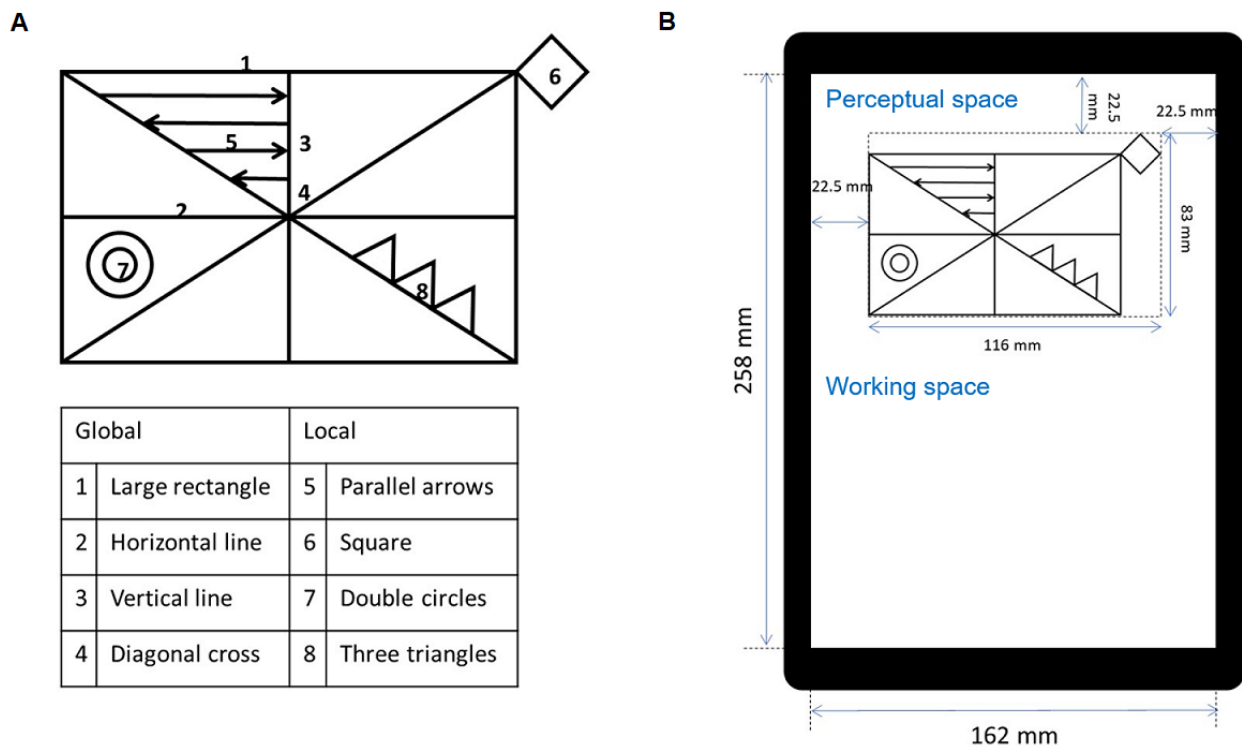 A
1
6
5
3
4
2
7
8
Global Local
1 Large rectangle 5 Parallel arrows
2 Horizontal line 6 Square
3 Vertical line 7 Double circles
4 Diagonal cross 8 Three triangles
B
Perceptual space
22.5 mm
22.5 mm
22.5 mm
83 mm
116 mm
258 mm
Working space
162 mm